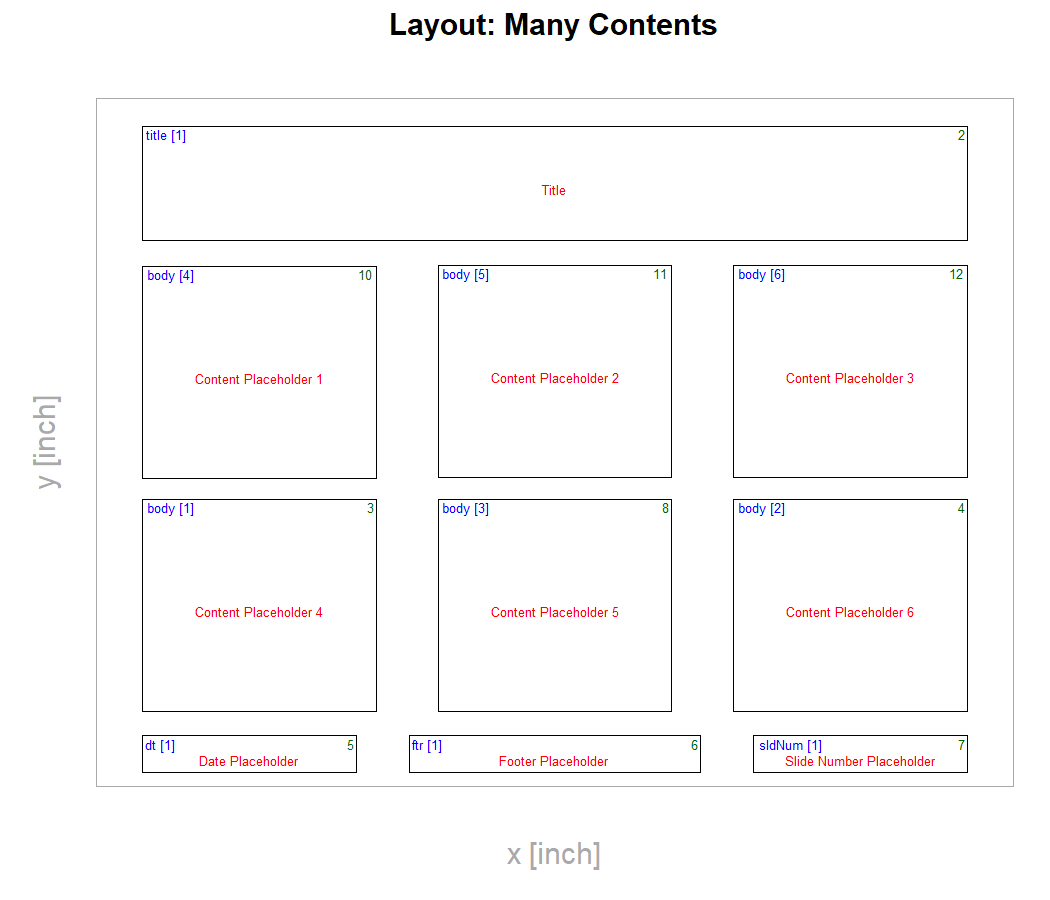 Layout: Many Contents
title [1] 2
Title
body [4] 10 body [5] 11 body [6] 12
Content Placeholder 1 Content Placeholder 2 Content Placeholder 3
body [1] 3 body [3] 8 body [2] 4
Content Placeholder 4 Content Placeholder 5 Content Placeholder 6
dt [1] 5 ftr [1] 6 sldNum [1] 7
Date Placeholder Footer Placeholder Slide Number Placeholder
y [inch]
x [inch]